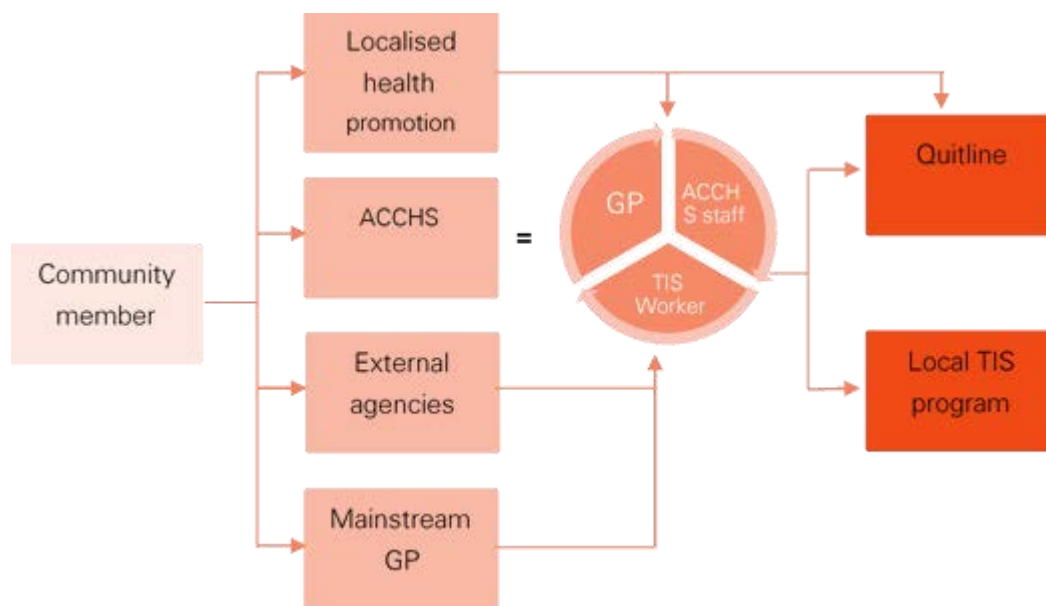 Localised
health
promotion
ACCHS
=
External
agencies
Mainstream
GP
Community
member
GP
ACCH
S staff
TIS
Worker
Quitline
Local TIS
program